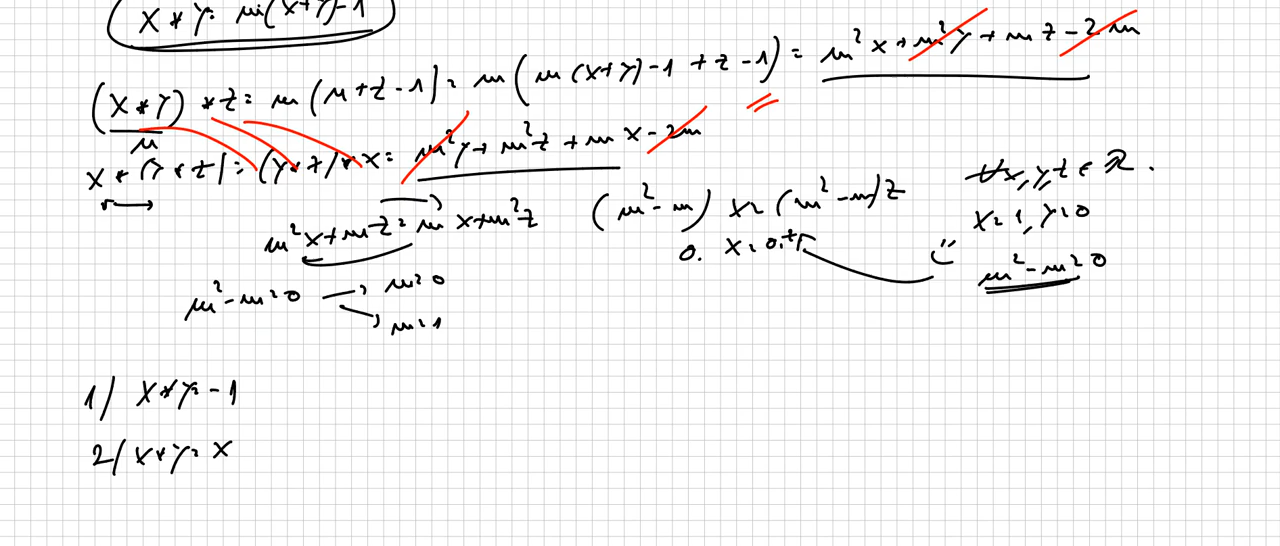 x * y = m(x+y)-1
(x * y) * z = m(u+z-1) = m(m(x+y)-1+z-1) = m²x+m²y+mz-2m
u
x * (y * z) = (y * z) * x = m²y+m²z+mx-2m
∀x,y,z ∈ R.
m²x+mz = mx+m²z (m²-m)x = (m²-m)z x=1, y=0
0. x = 0.z
m²-m=0
m²-m=0 → m=0
→ m=1
1) x * y = -1
2) x * y = x